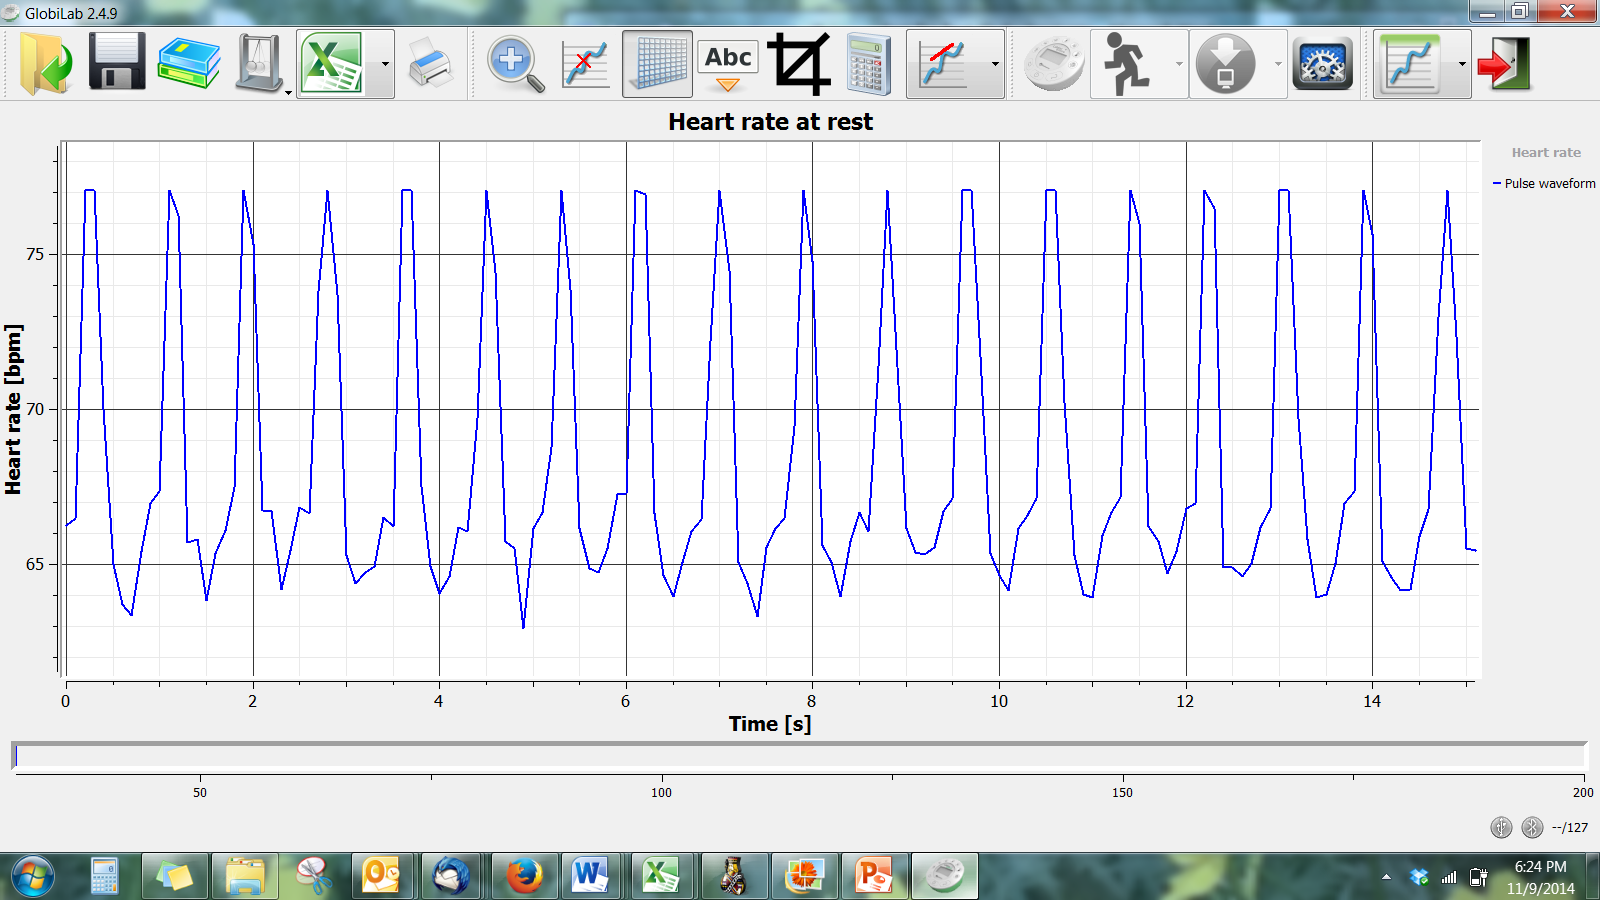 GlobiLab 2.4.9
Abc
Heart rate at rest
Heart rate
Pulse waveform
75
70
65
Heart rate [bpm]
0 2 4 6 8 10 12 14
Time [s]
50 100 150 200
--/127
6:24 PM
11/9/2014